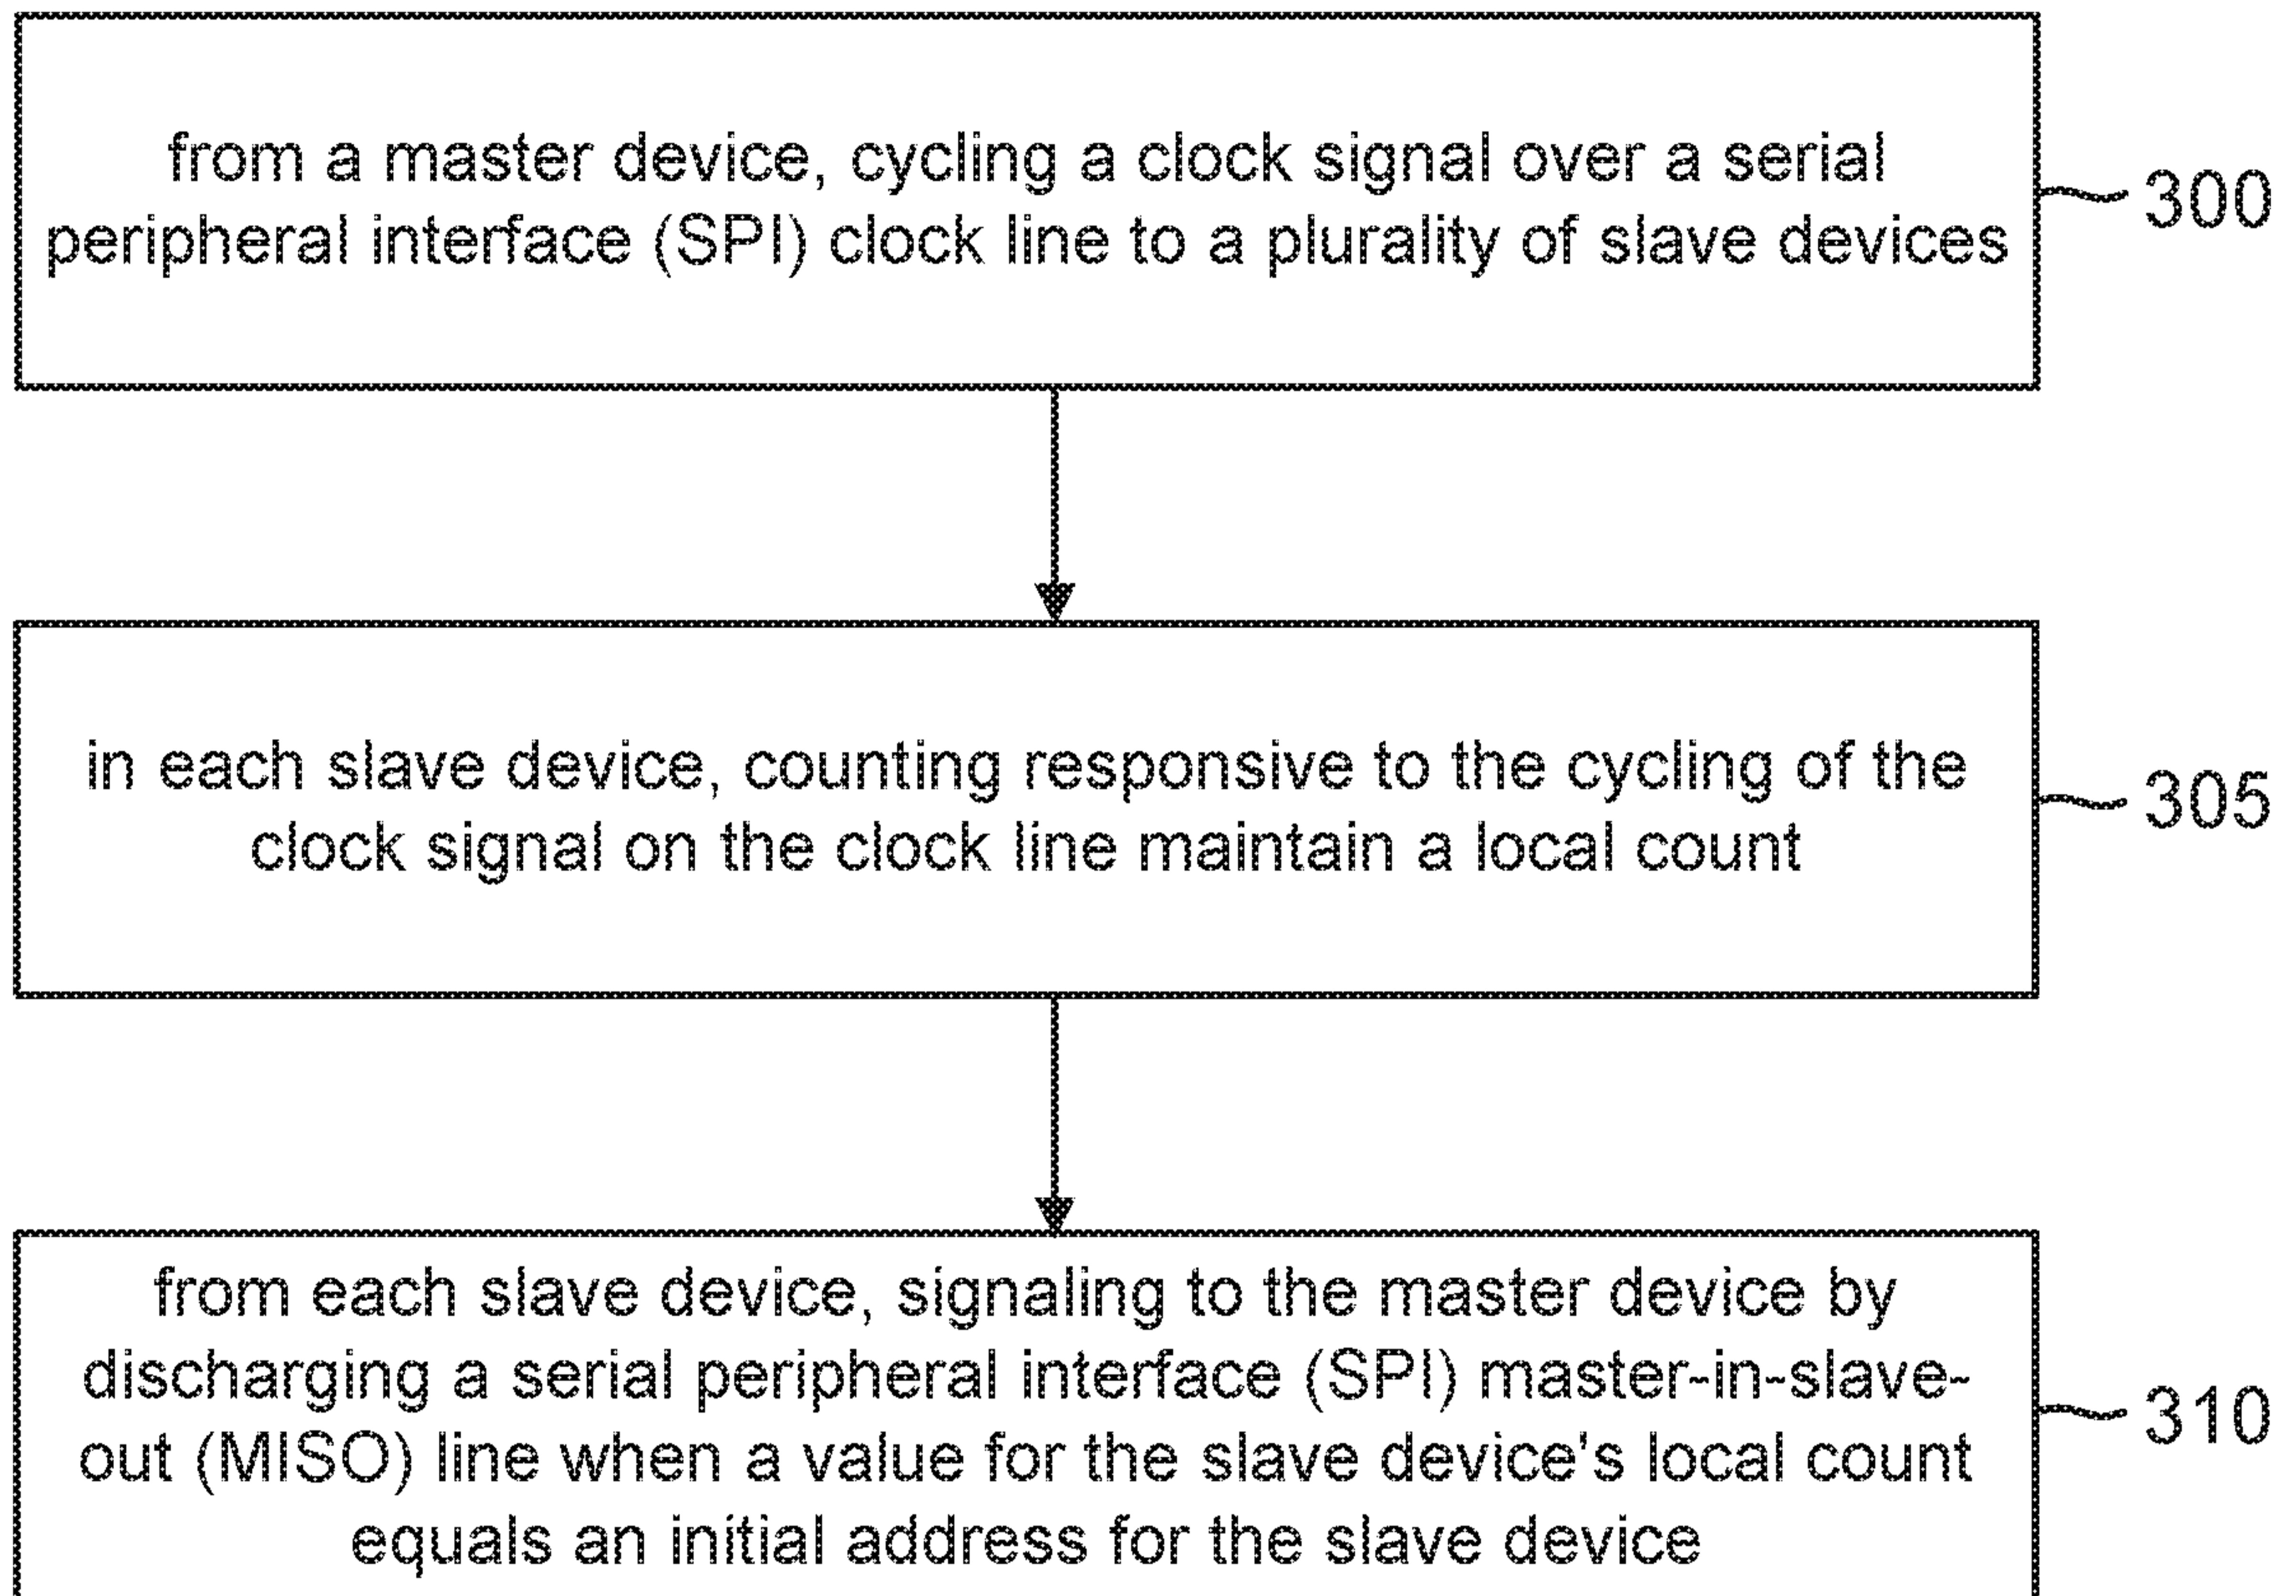 from a master device, cycling a clock signal over a serial
peripheral interface (SPI) clock line to a plurality of slave devices
300
in each slave device, counting responsive to the cycling of the
clock signal on the clock line maintain a local count
305
from each slave device, signaling to the master device by
discharging a serial peripheral interface (SPI) master-in-slave-
out (MISO) line when a value for the slave device's local count
equals an initial address for the slave device
310